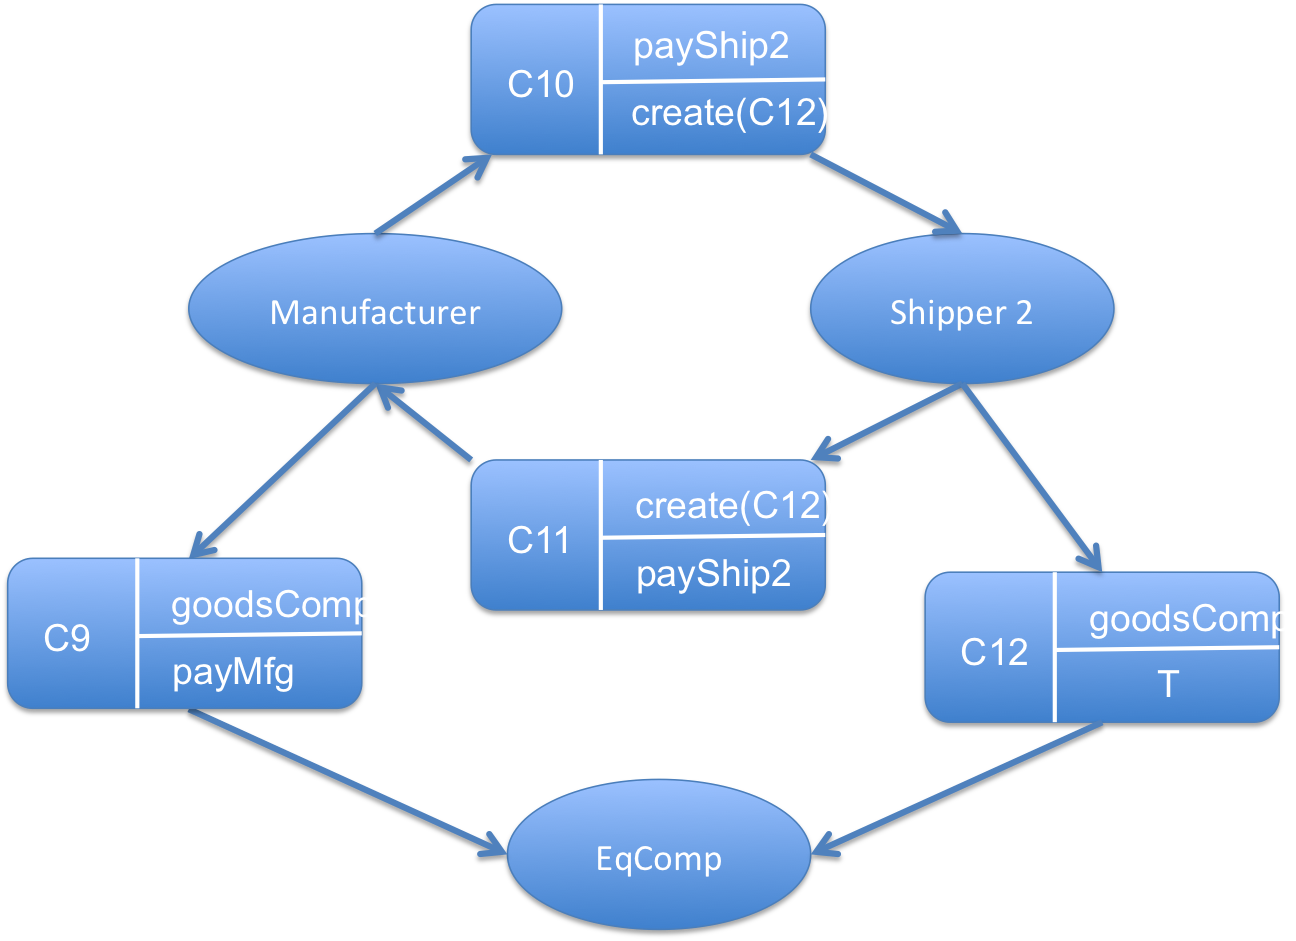 payShip2
C10
create(C12)
Manufacturer
Shipper 2
create(C12)
C11
payShip2
goodsComp
C9
payMfg
goodsComp
C12
T
EqComp